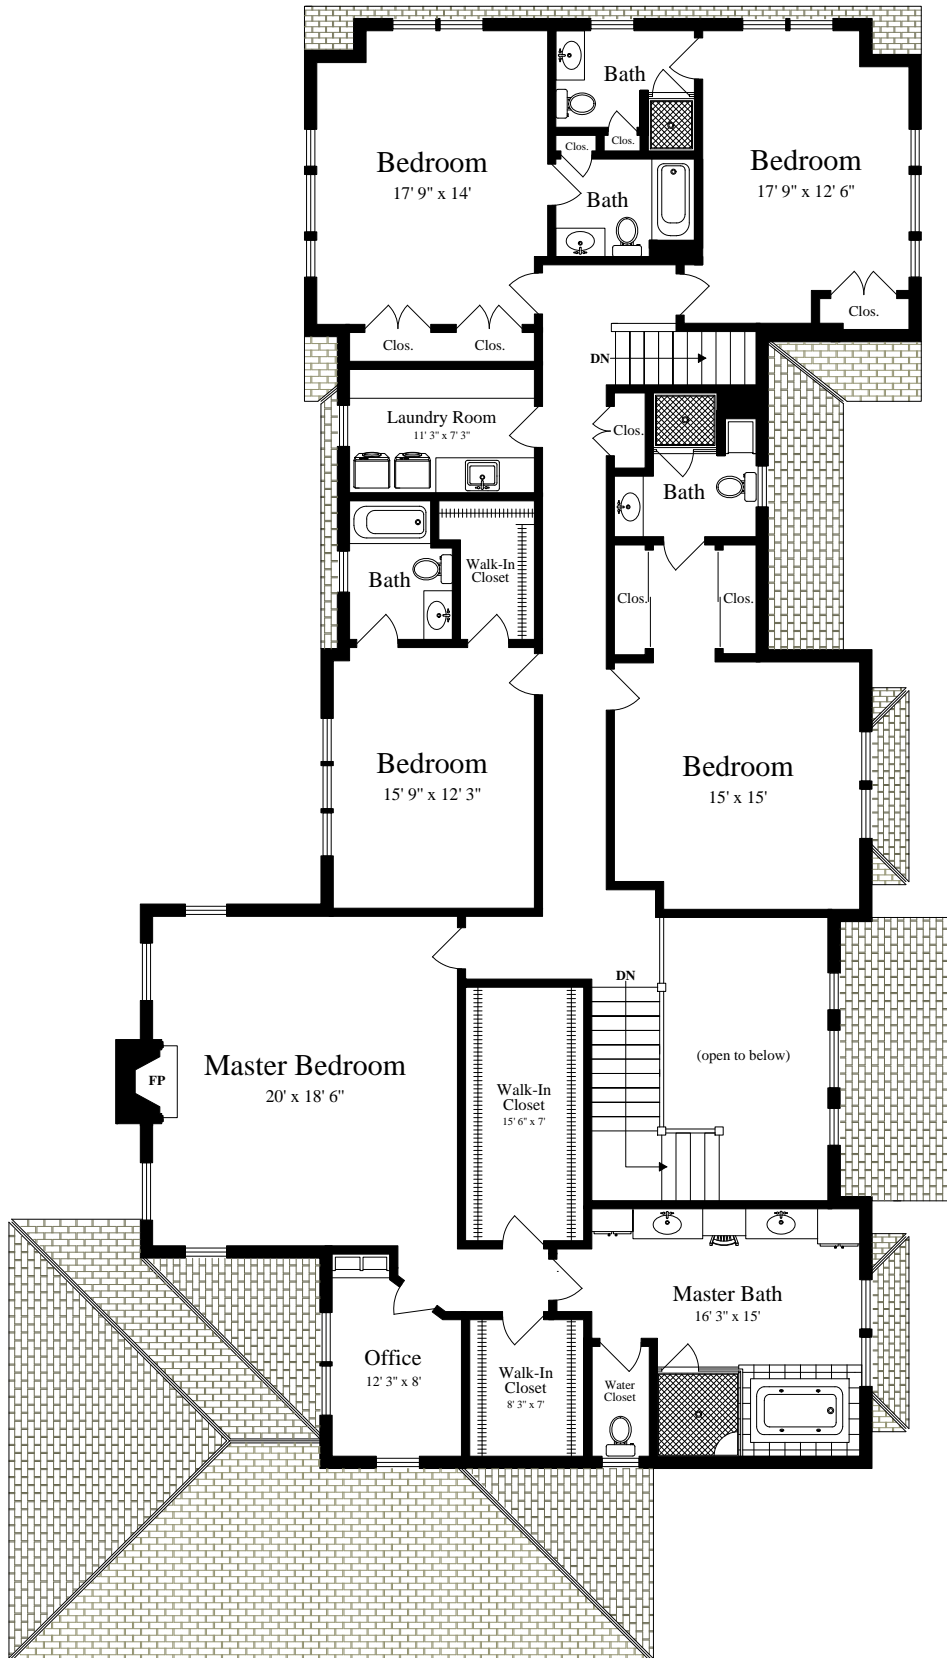 Bath
Clos.
Clos.
Bedroom
17' 9" x 14'
Bedroom
17' 9" x 12' 6"
Bath
Clos.
Clos.
Clos.
DN
Laundry Room
11' 3" x 7' 3"
Clos.
Bath
Walk-In
Closet
Bath
Clos.
Clos.
Bedroom
15' 9" x 12' 3"
Bedroom
15' x 15'
DN
(open to below)
Master Bedroom
20' x 18' 6"
FP
Walk-In
Closet
15' 6" x 7'
Master Bath
16' 3" x 15'
Office
12' 3" x 8'
Walk-In
Closet
8' 3" x 7'
Water
Closet